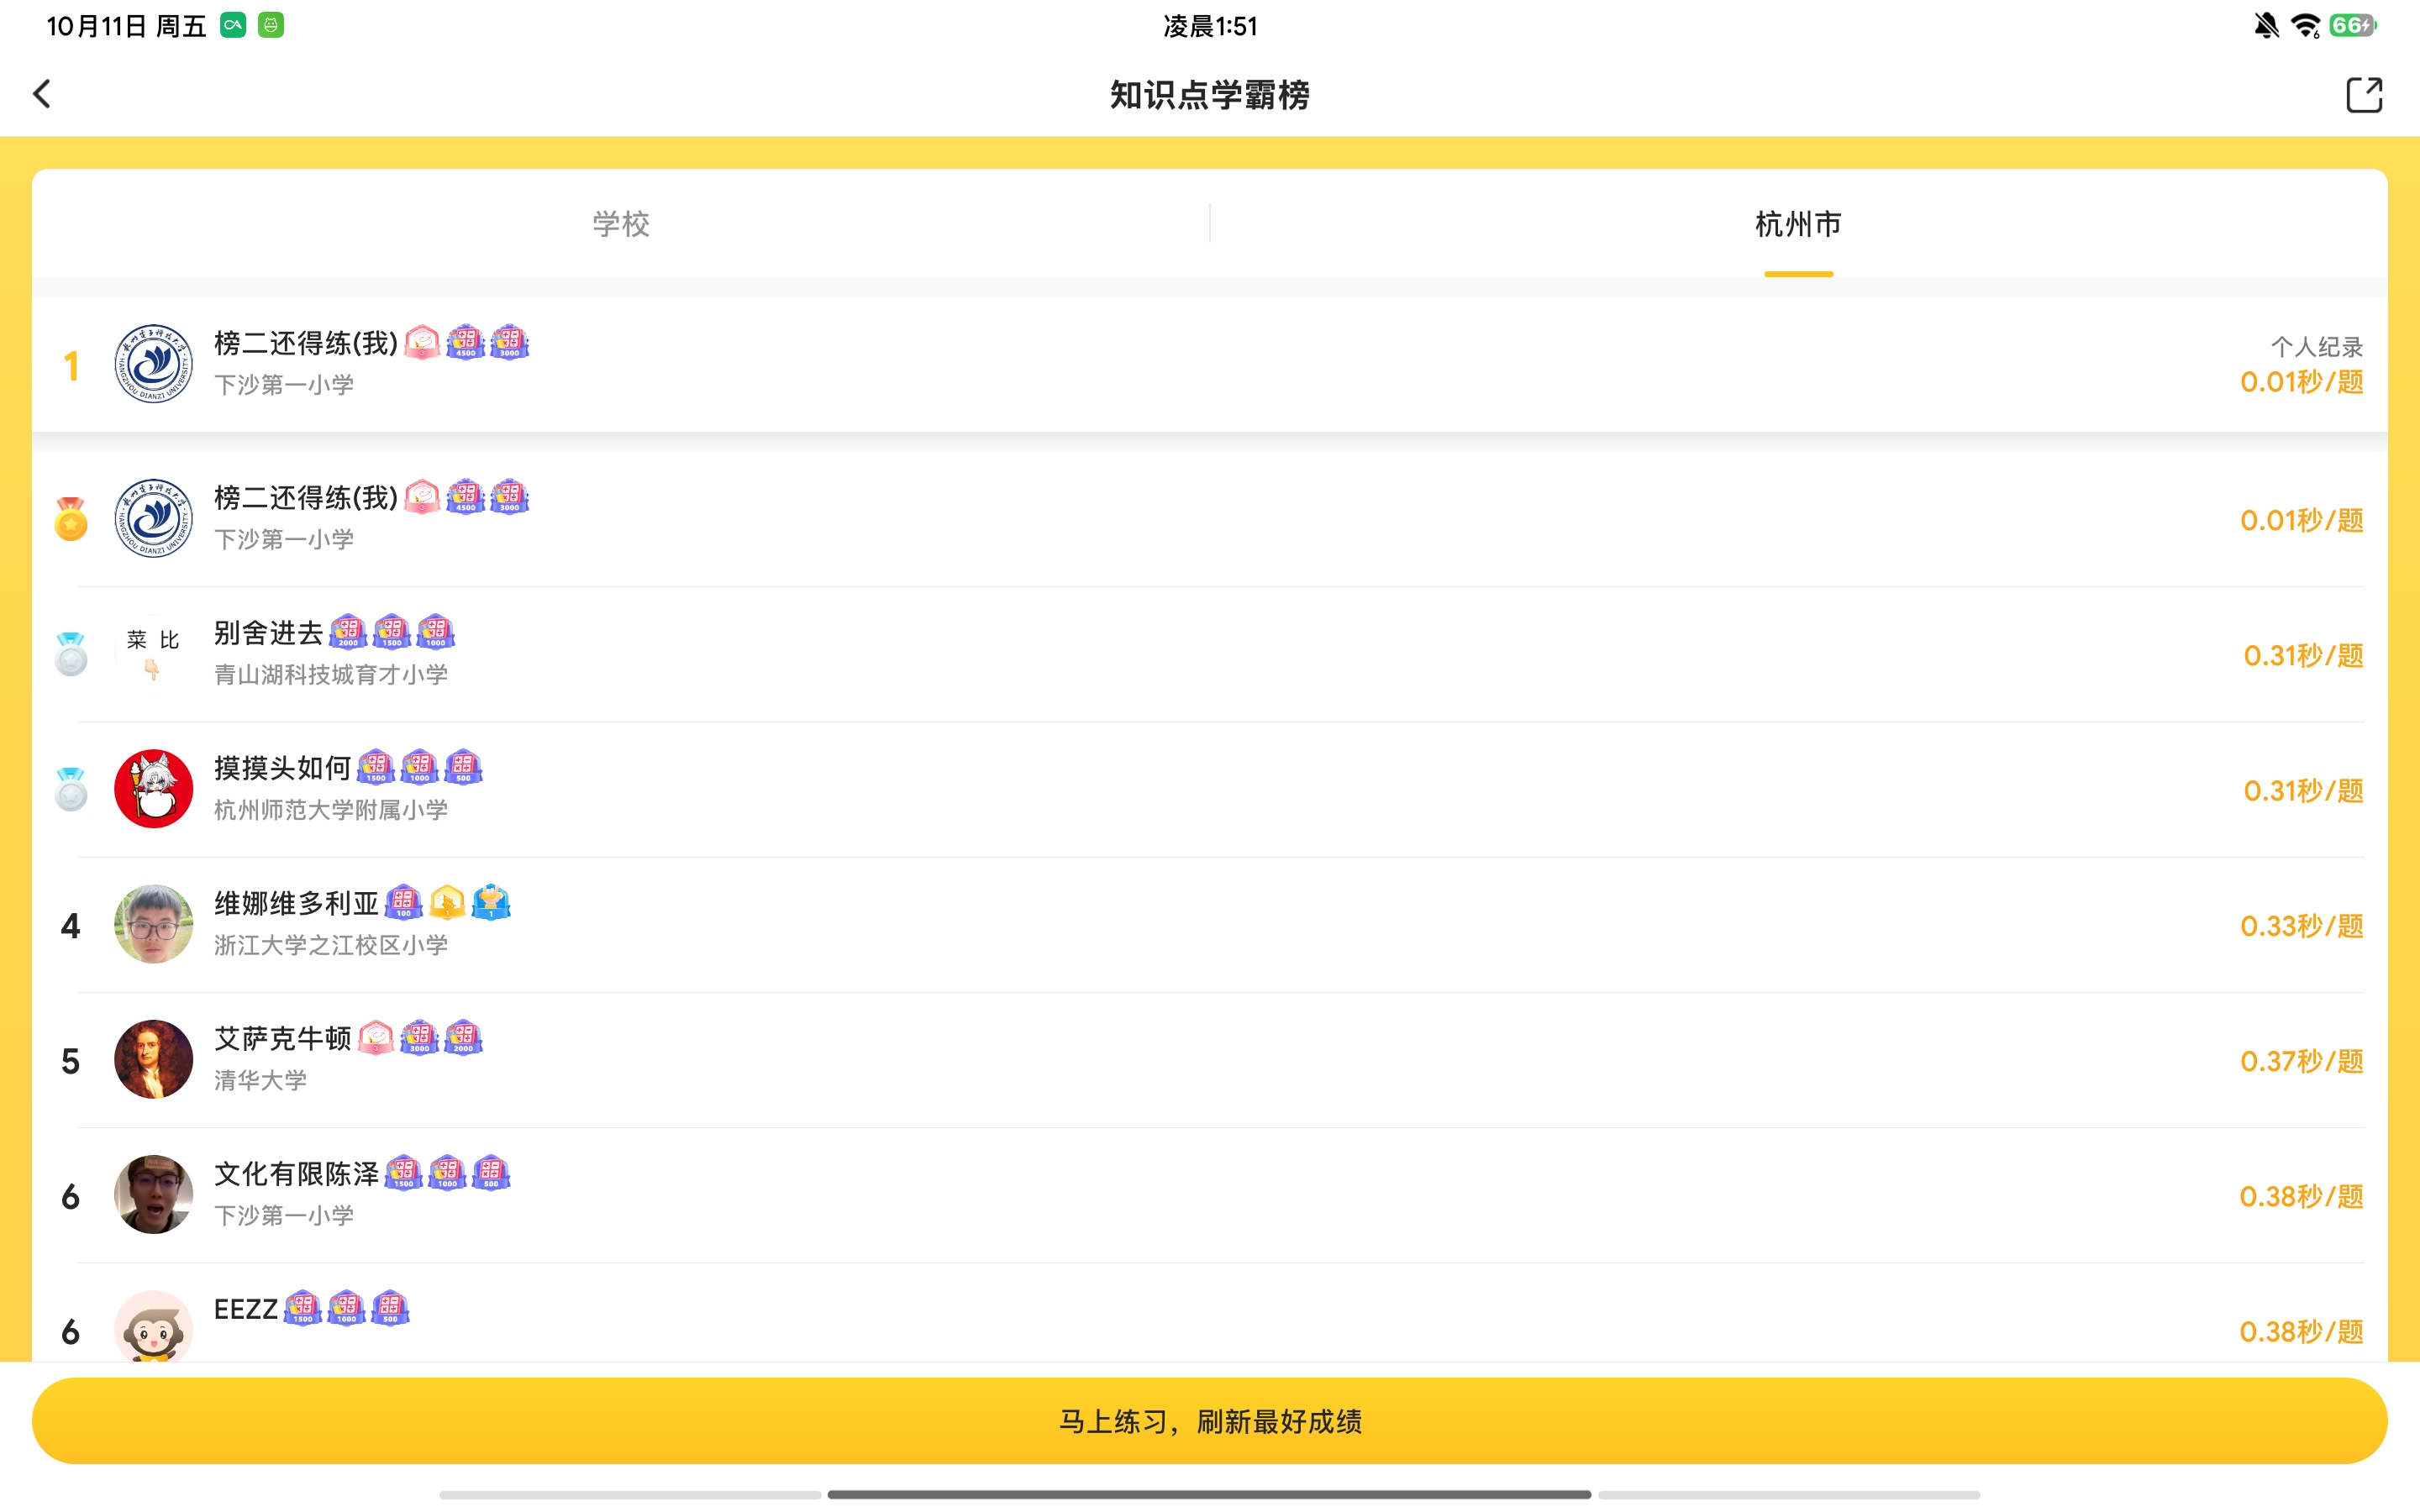 10月11日 周五
凌晨1:51
66
知识点学霸榜
学校
杭州市
1
榜二还得练(我)
4500
3000
下沙第一小学
个人纪录
0.01秒/题
HANGZHOU DIANZI UNIVERSITY
榜二还得练(我)
4500
3000
下沙第一小学
0.01秒/题
HANGZHOU DIANZI UNIVERSITY
菜 比
别舍进去
2000
1500
1000
青山湖科技城育才小学
0.31秒/题
摸摸头如何
1500
1000
500
杭州师范大学附属小学
0.31秒/题
4
维娜维多利亚
100
1
浙江大学之江校区小学
0.33秒/题
5
艾萨克牛顿
3000
2000
清华大学
0.37秒/题
6
文化有限陈泽
1500
1000
500
下沙第一小学
0.38秒/题
6
EEZZ
1500
1000
500
0.38秒/题
马上练习，刷新最好成绩